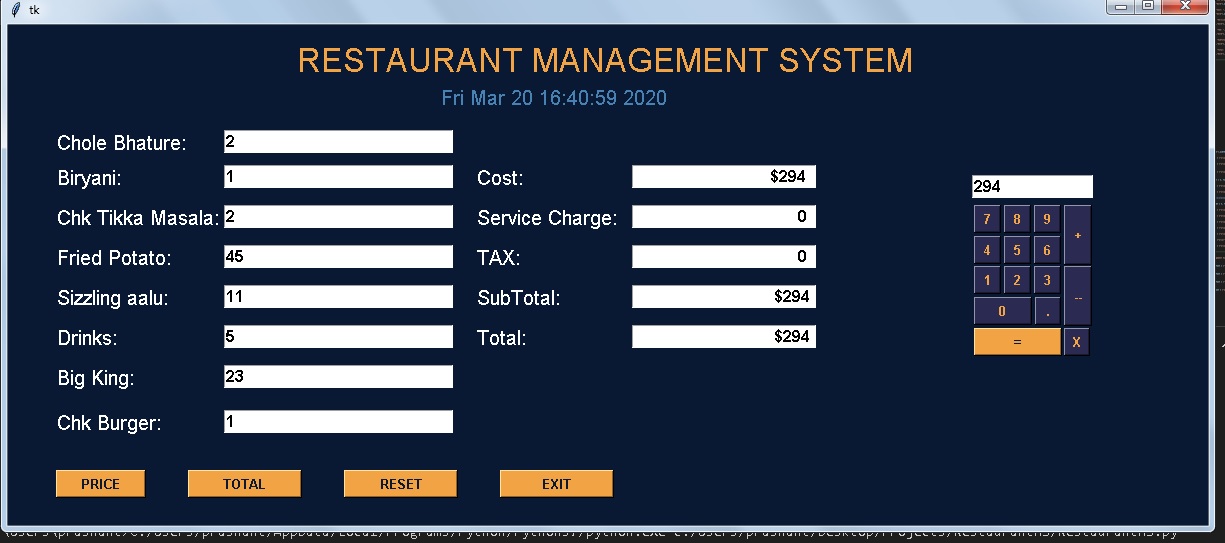 tk
RESTAURANT MANAGEMENT SYSTEM
Fri Mar 20 16:40:59 2020
Chole Bhature: 2
Biryani: 1 Cost: $294
294
Chk Tikka Masala: 2 Service Charge: 0
7 8 9 +
Fried Potato: 45 TAX: 0
4 5 6
Sizzling aalu: 11 SubTotal: $294
1 2 3 --
0 .
Drinks: 5 Total: $294
= X
Big King: 23
Chk Burger: 1
PRICE TOTAL RESET EXIT